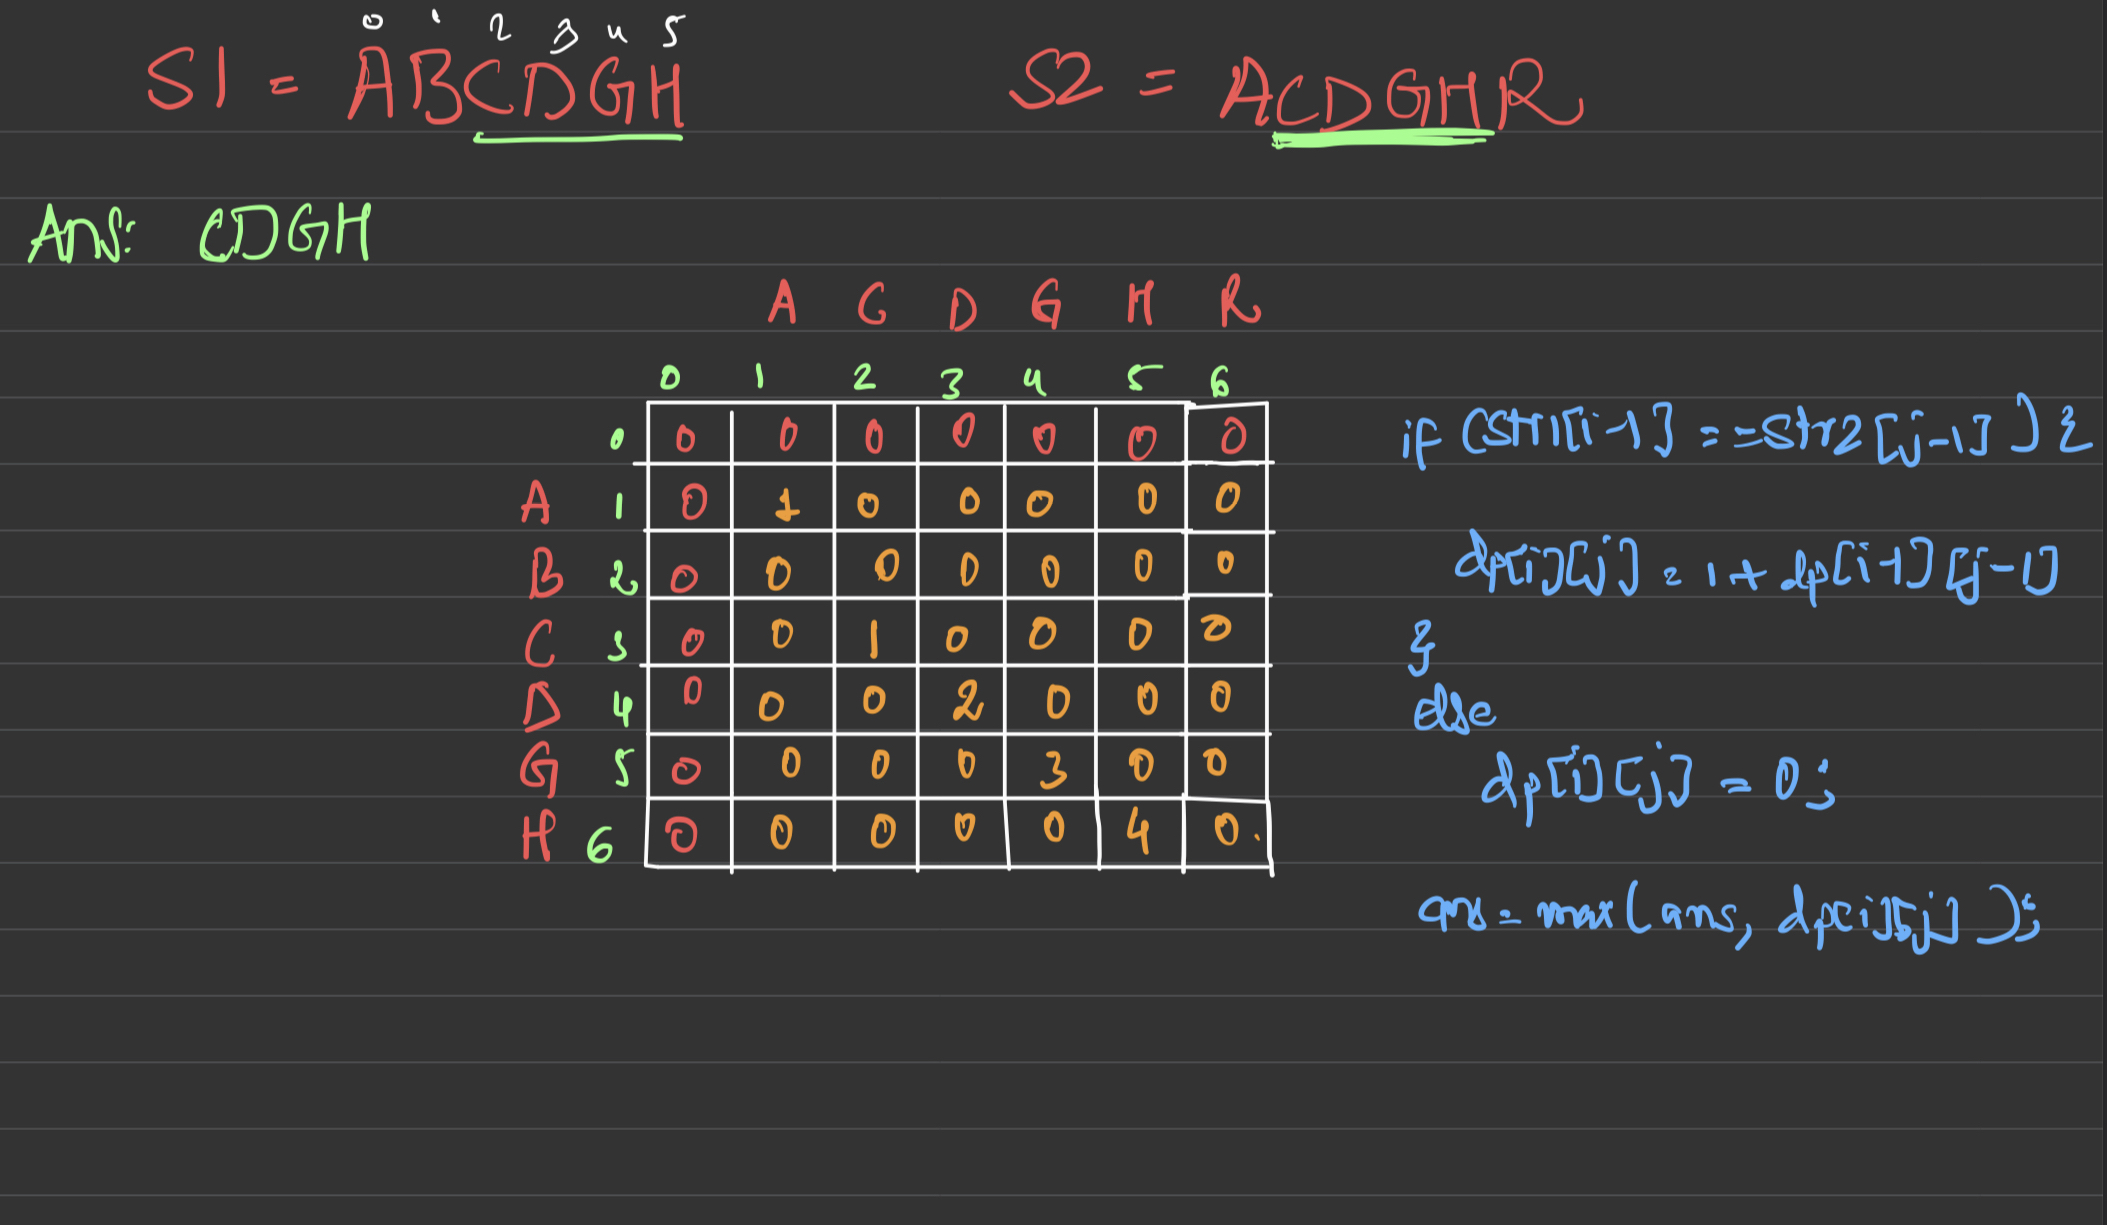 0 1 2 3 4 5
S1 = ABCDGH S2 = ACDGHR
Ans: CDGH
A C D G H R
0 1 2 3 4 5 6
0 0 0 0 0 0 0 0
A 1 0 1 0 0 0 0 0
B 2 0 0 0 0 0 0 0
C 3 0 0 1 0 0 0 0
D 4 0 0 0 2 0 0 0
G 5 0 0 0 0 3 0 0
H 6 0 0 0 0 0 4 0.
if (str1[i-1] == str2[j-1]) {
dp[i][j] = 1 + dp[i-1][j-1]
}
else
dp[i][j] = 0;
ans = max(ans, dp[i][j]);